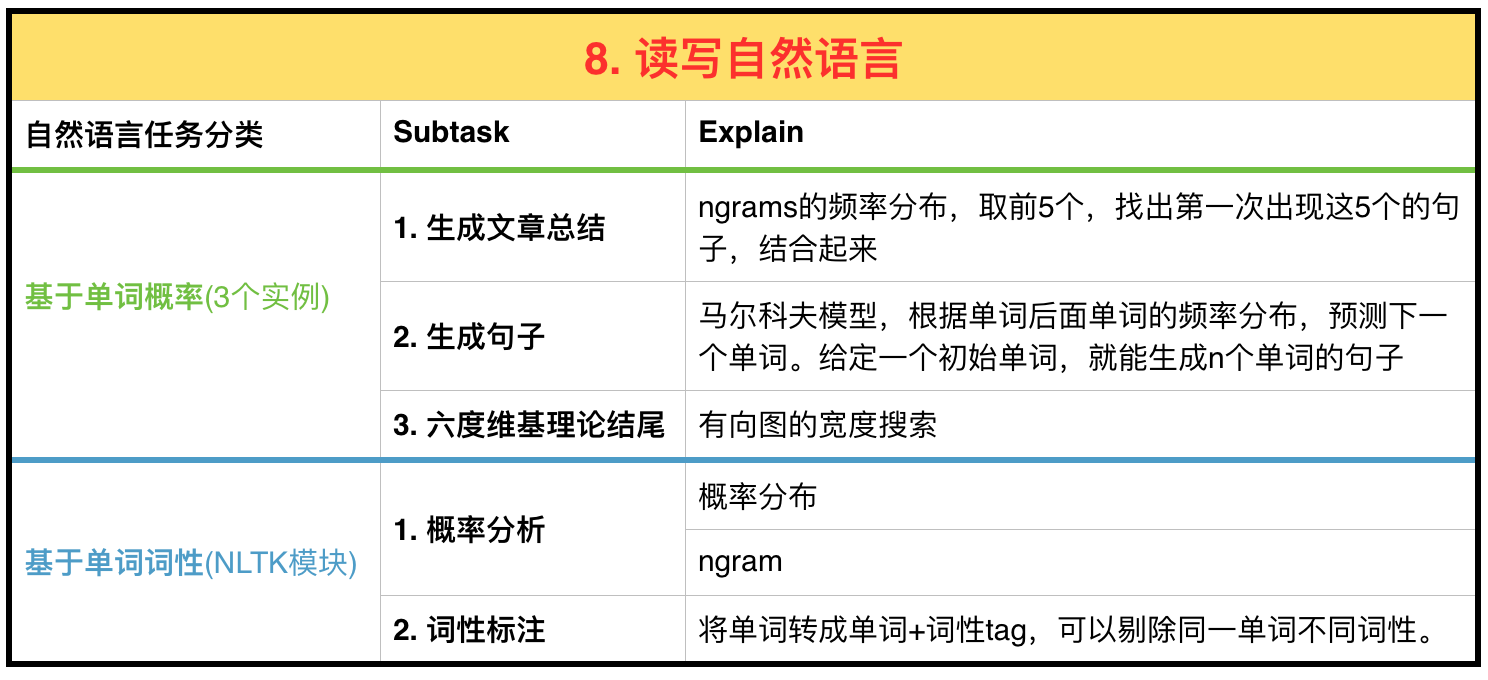 8. 读写自然语言
自然语言任务分类
Subtask
Explain
基于单词概率(3个实例)
1. 生成文章总结
ngrams的频率分布，取前5个，找出第一次出现这5个的句
子，结合起来
2. 生成句子
马尔科夫模型，根据单词后面单词的频率分布，预测下一
个单词。给定一个初始单词，就能生成n个单词的句子
3. 六度维基理论结尾
有向图的宽度搜索
基于单词词性(NLTK模块)
1. 概率分析
概率分布
ngram
2. 词性标注
将单词转成单词+词性tag，可以剔除同一单词不同词性。